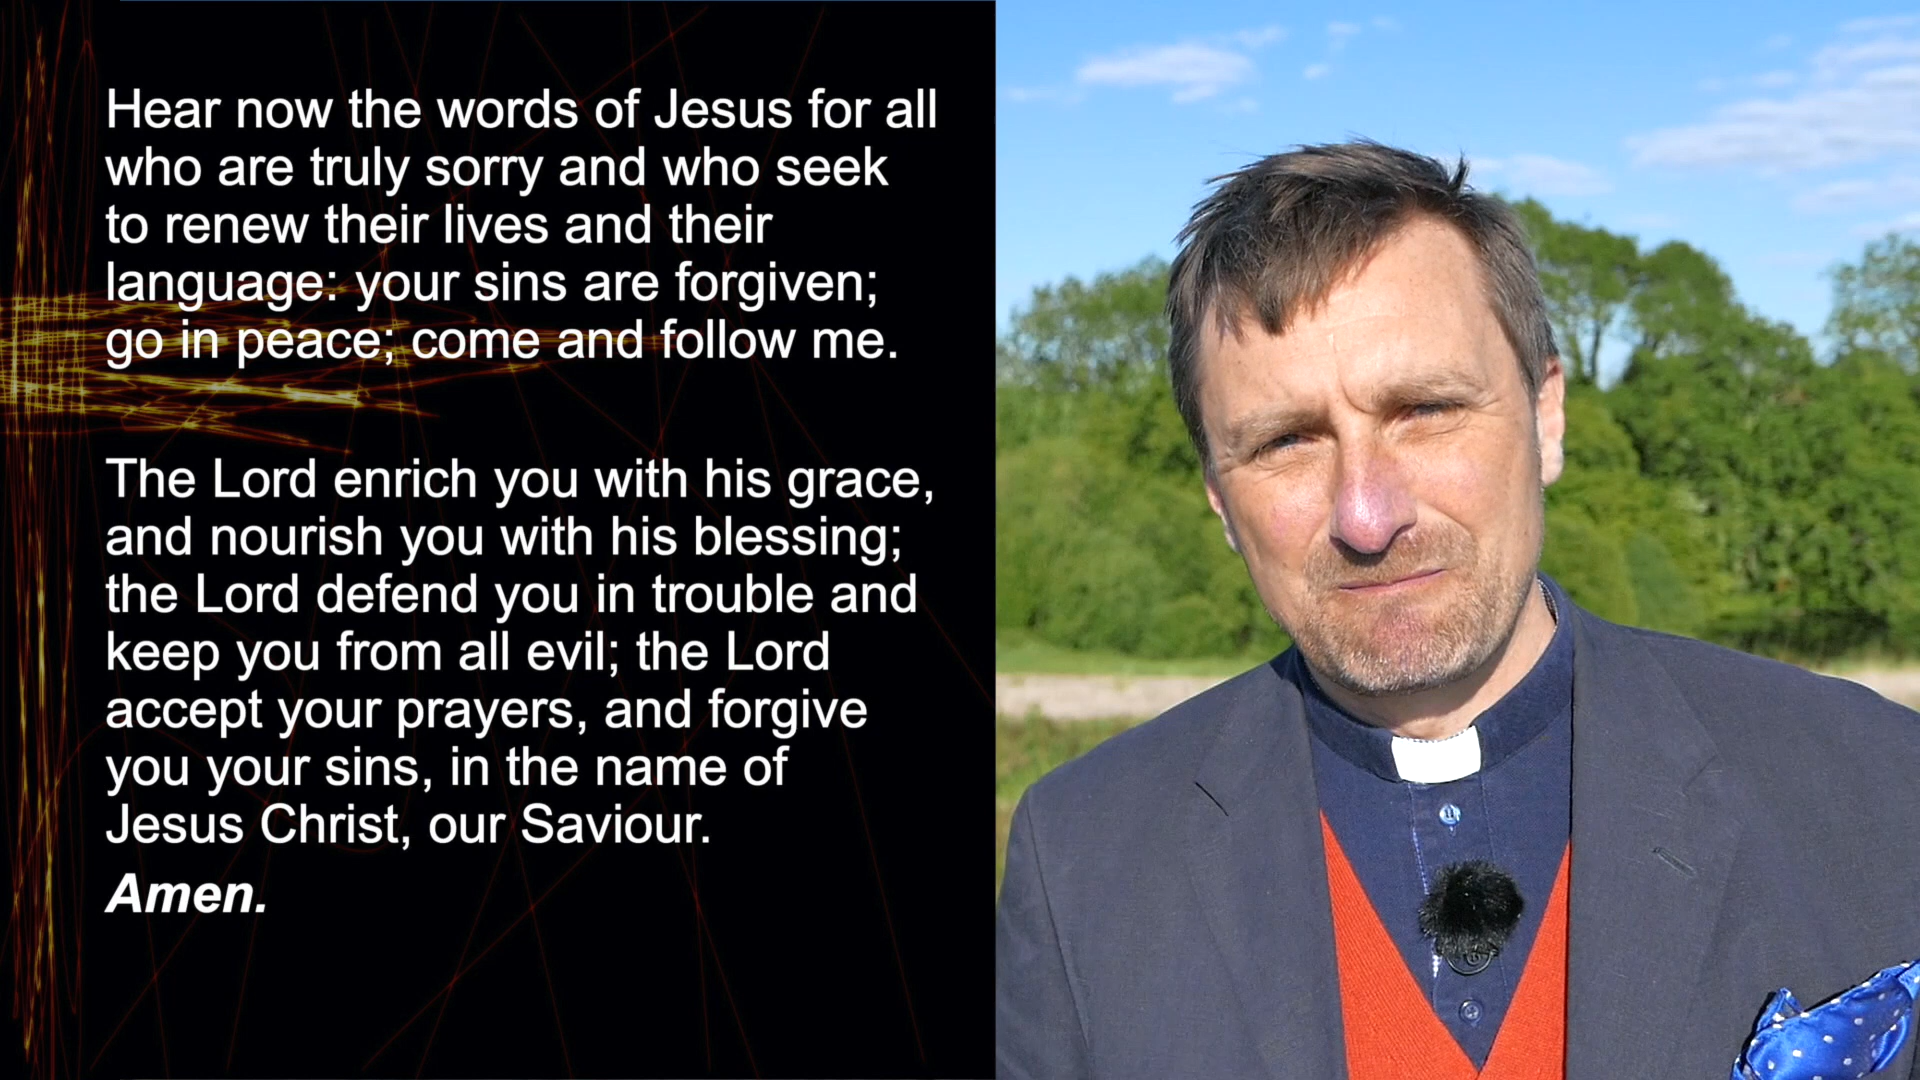 Hear now the words of Jesus for all
who are truly sorry and who seek
to renew their lives and their
language: your sins are forgiven;
go in peace; come and follow me.
The Lord enrich you with his grace,
and nourish you with his blessing;
the Lord defend you in trouble and
keep you from all evil; the Lord
accept your prayers, and forgive
you your sins, in the name of
Jesus Christ, our Saviour.
Amen.